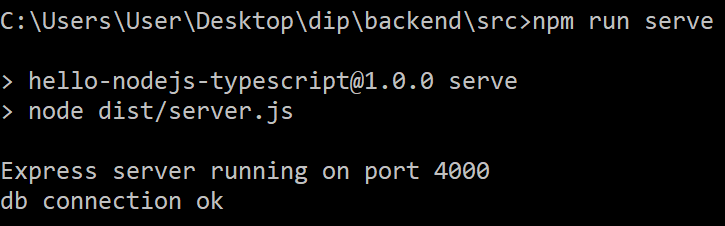 C:\Users\User\Desktop\dip\backend\src>npm run serve
> hello-nodejs-typescript@1.0.0 serve
> node dist/server.js
Express server running on port 4000
db connection ok